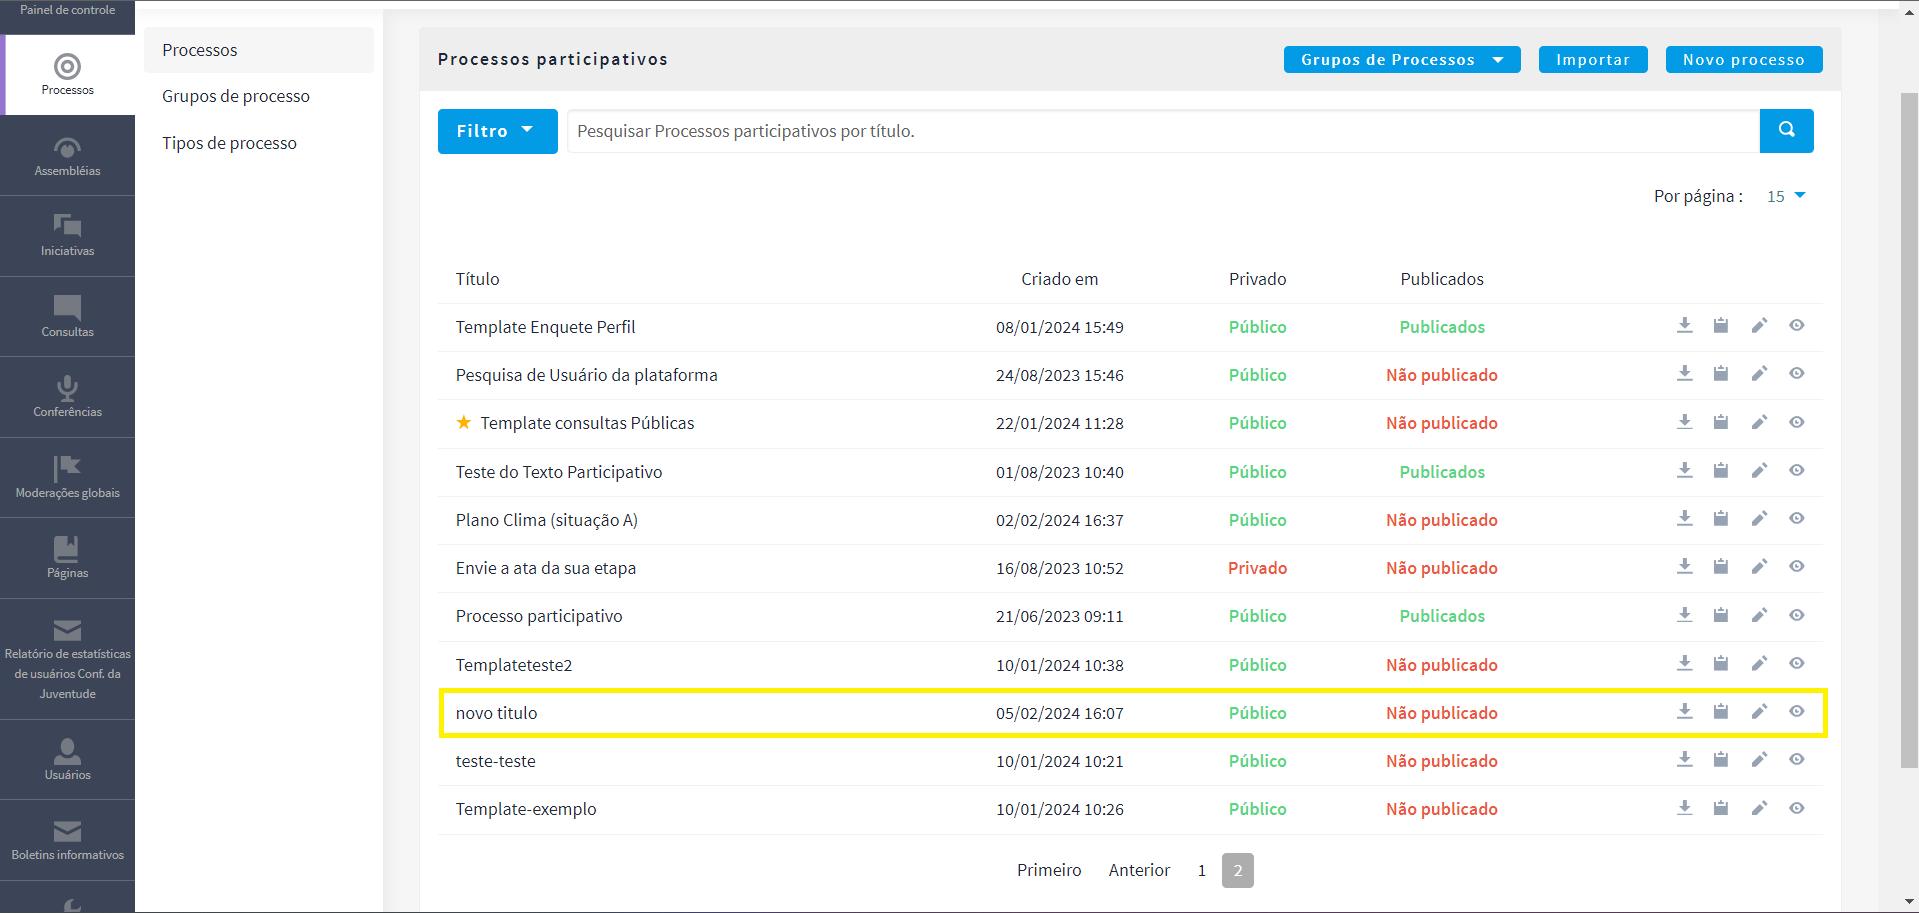 Painel de controle
Processos
Assembléias
Iniciativas
Consultas
Conferências
Moderações globais
Páginas
Relatório de estatísticas
de usuários Conf. da
Juventude
Usuários
Boletins informativos
Processos
Grupos de processo
Tipos de processo
Processos participativos
Grupos de Processos
Importar
Novo processo
Filtro
Pesquisar Processos participativos por título.
Por página : 15
Título Criado em Privado Publicados
Template Enquete Perfil 08/01/2024 15:49 Público Publicados
Pesquisa de Usuário da plataforma 24/08/2023 15:46 Público Não publicado
Template consultas Públicas 22/01/2024 11:28 Público Não publicado
Teste do Texto Participativo 01/08/2023 10:40 Público Publicados
Plano Clima (situação A) 02/02/2024 16:37 Público Não publicado
Envie a ata da sua etapa 16/08/2023 10:52 Privado Não publicado
Processo participativo 21/06/2023 09:11 Público Publicados
Templateteste2 10/01/2024 10:38 Público Não publicado
novo titulo 05/02/2024 16:07 Público Não publicado
teste-teste 10/01/2024 10:21 Público Não publicado
Template-exemplo 10/01/2024 10:26 Público Não publicado
Primeiro Anterior 1 2